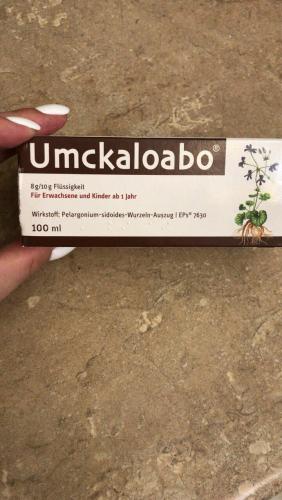 Umckaloabo®
8g/10g Flüssigkeit
Für Erwachsene und Kinder ab 1 Jahr
Wirkstoff: Pelargonium-sidoides-Wurzeln-Auszug | EPs® 7630
100 ml